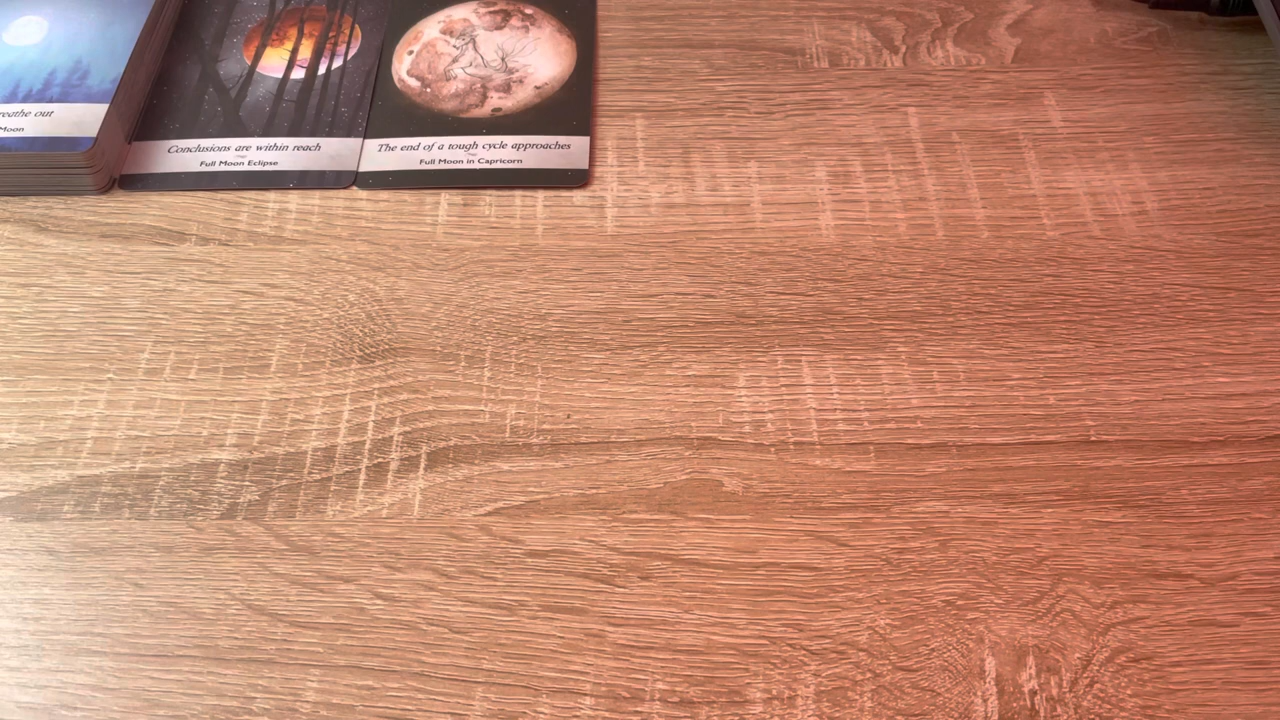 reathe out
Moon
Conclusions are within reach
Full Moon Eclipse
The end of a tough cycle approaches
Full Moon in Capricorn